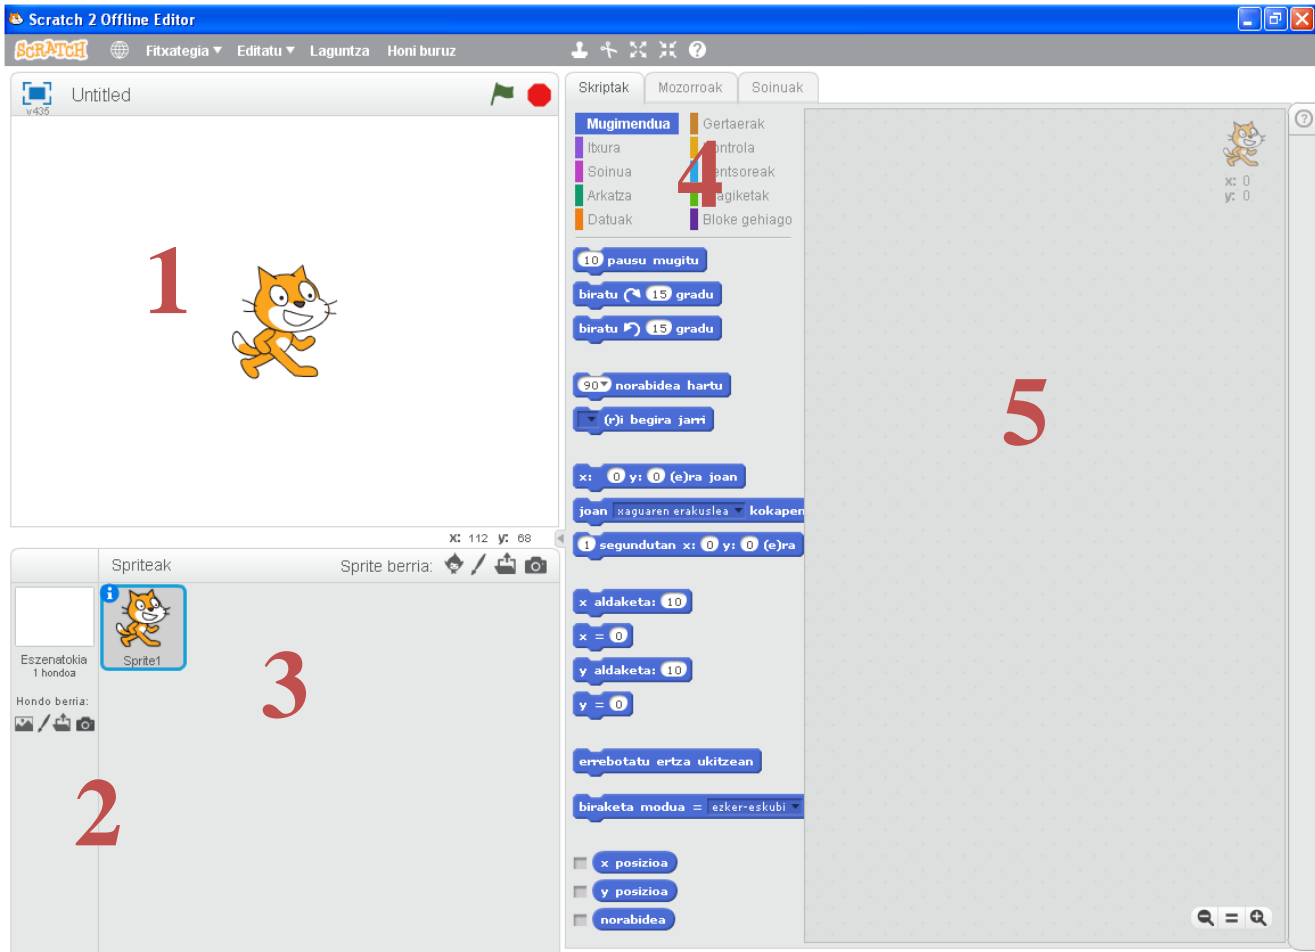 Scratch 2 Offline Editor
SCRATCH Fitxategia Editatu Laguntza Honi buruz
Untitled
v435
1
x: 112 y: 68
Spriteak Sprite berria:
Eszenatokia
1 hondoa
Hondo berria:
Sprite1
2
3
Skriptak Mozorroak Soinuak
Mugimendua Gertaerak
Itxura Kontrola
Soinua Sentsoreak
Arkatza Eragiketak
Datuak Bloke gehiago
4
10 pausu mugitu
biratu 15 gradu
biratu 15 gradu
90 norabidea hartu
(r)i begira jarri
x: 0 y: 0 (e)ra joan
joan xaguaren erakuslea kokapen
1 segundutan x: 0 y: 0 (e)ra
x aldaketa: 10
x = 0
y aldaketa: 10
y = 0
errebotatu ertza ukitzean
biraketa modua = ezker-eskubi
x posizioa
y posizioa
norabidea
x: 0
y: 0
5